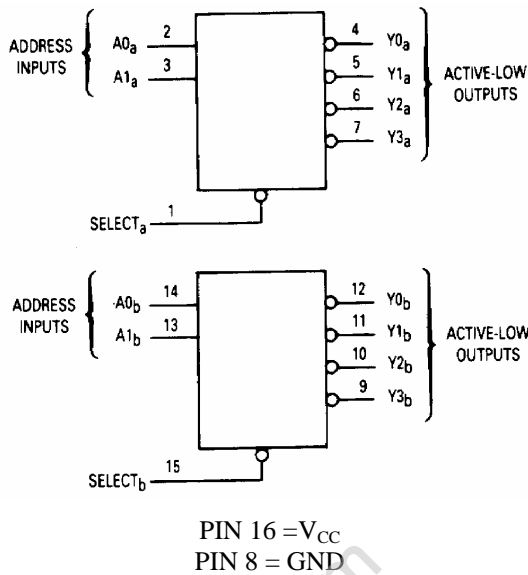 ADDRESS INPUTS
A0a 2
A1a 3
4 Y0a
5 Y1a
6 Y2a
7 Y3a
ACTIVE-LOW OUTPUTS
SELECTa 1
ADDRESS INPUTS
A0b 14
A1b 13
12 Y0b
11 Y1b
10 Y2b
9 Y3b
ACTIVE-LOW OUTPUTS
SELECTb 15
PIN 16 =VCC
PIN 8 = GND